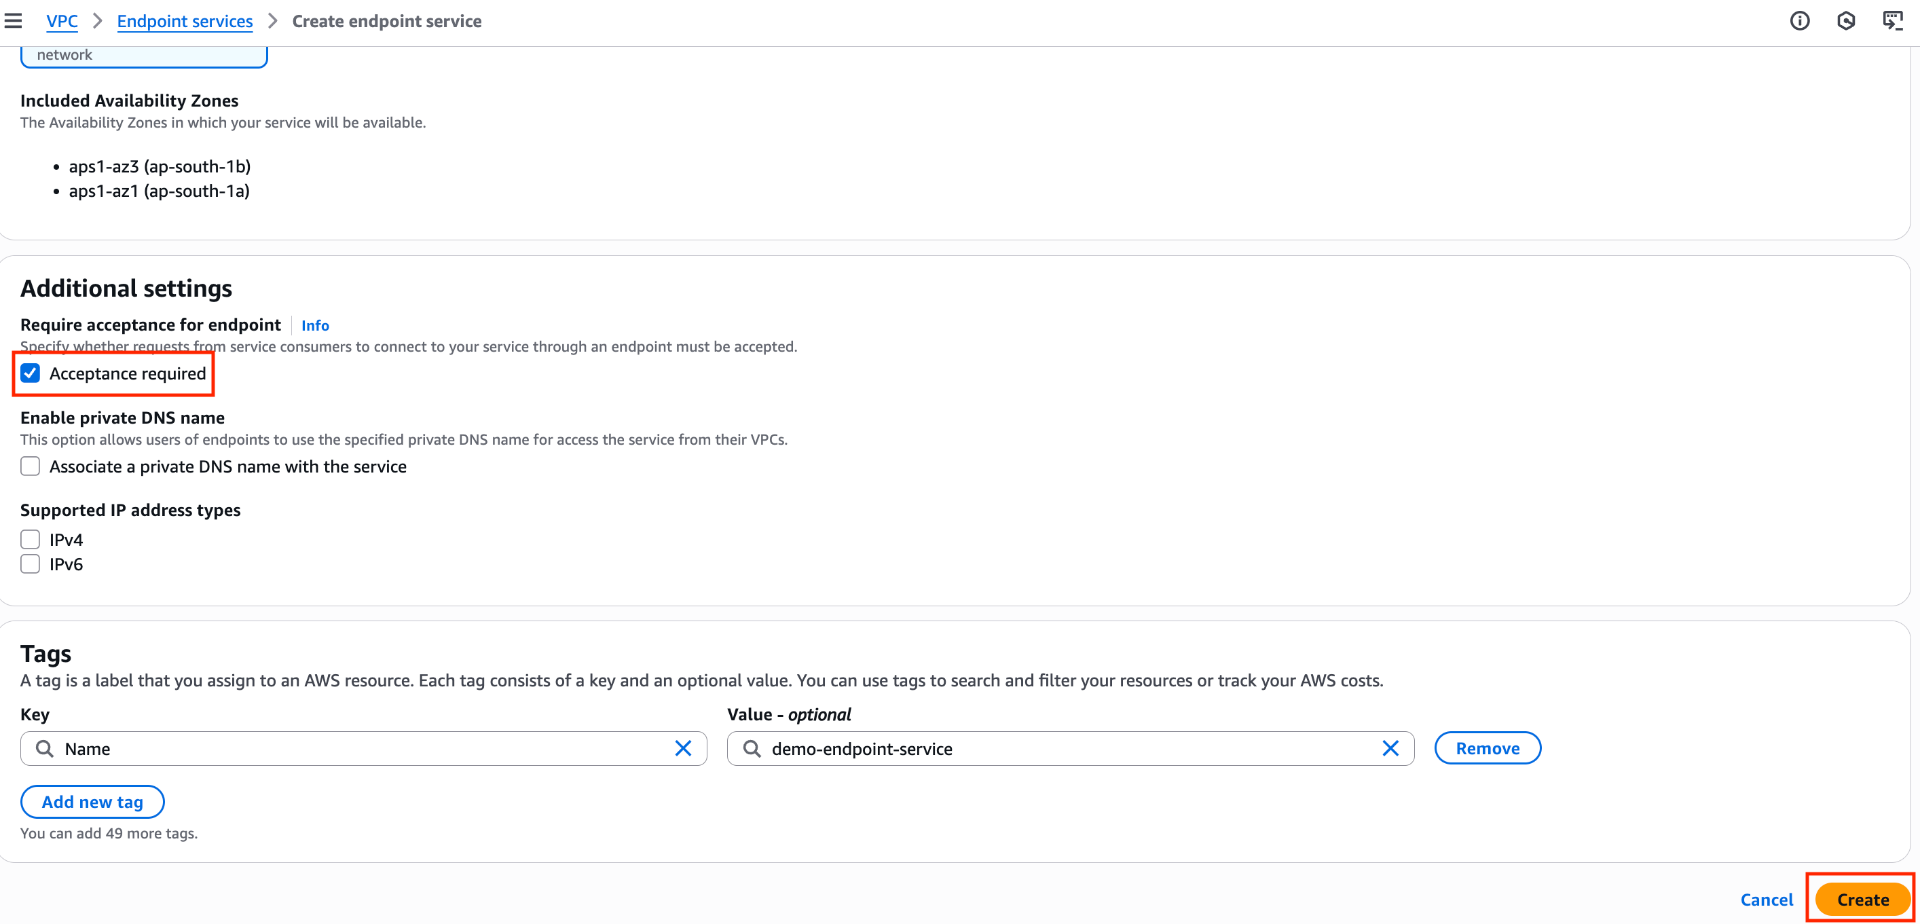 VPC > Endpoint services > Create endpoint service
network
Included Availability Zones
The Availability Zones in which your service will be available.
• aps1-az3 (ap-south-1b)
• aps1-az1 (ap-south-1a)
Additional settings
Require acceptance for endpoint | Info
Specify whether requests from service consumers to connect to your service through an endpoint must be accepted.
Acceptance required
Enable private DNS name
This option allows users of endpoints to use the specified private DNS name for access the service from their VPCs.
Associate a private DNS name with the service
Supported IP address types
IPv4
IPv6
Tags
A tag is a label that you assign to an AWS resource. Each tag consists of a key and an optional value. You can use tags to search and filter your resources or track your AWS costs.
Key Value - optional
Name demo-endpoint-service Remove
Add new tag
You can add 49 more tags.
Cancel Create